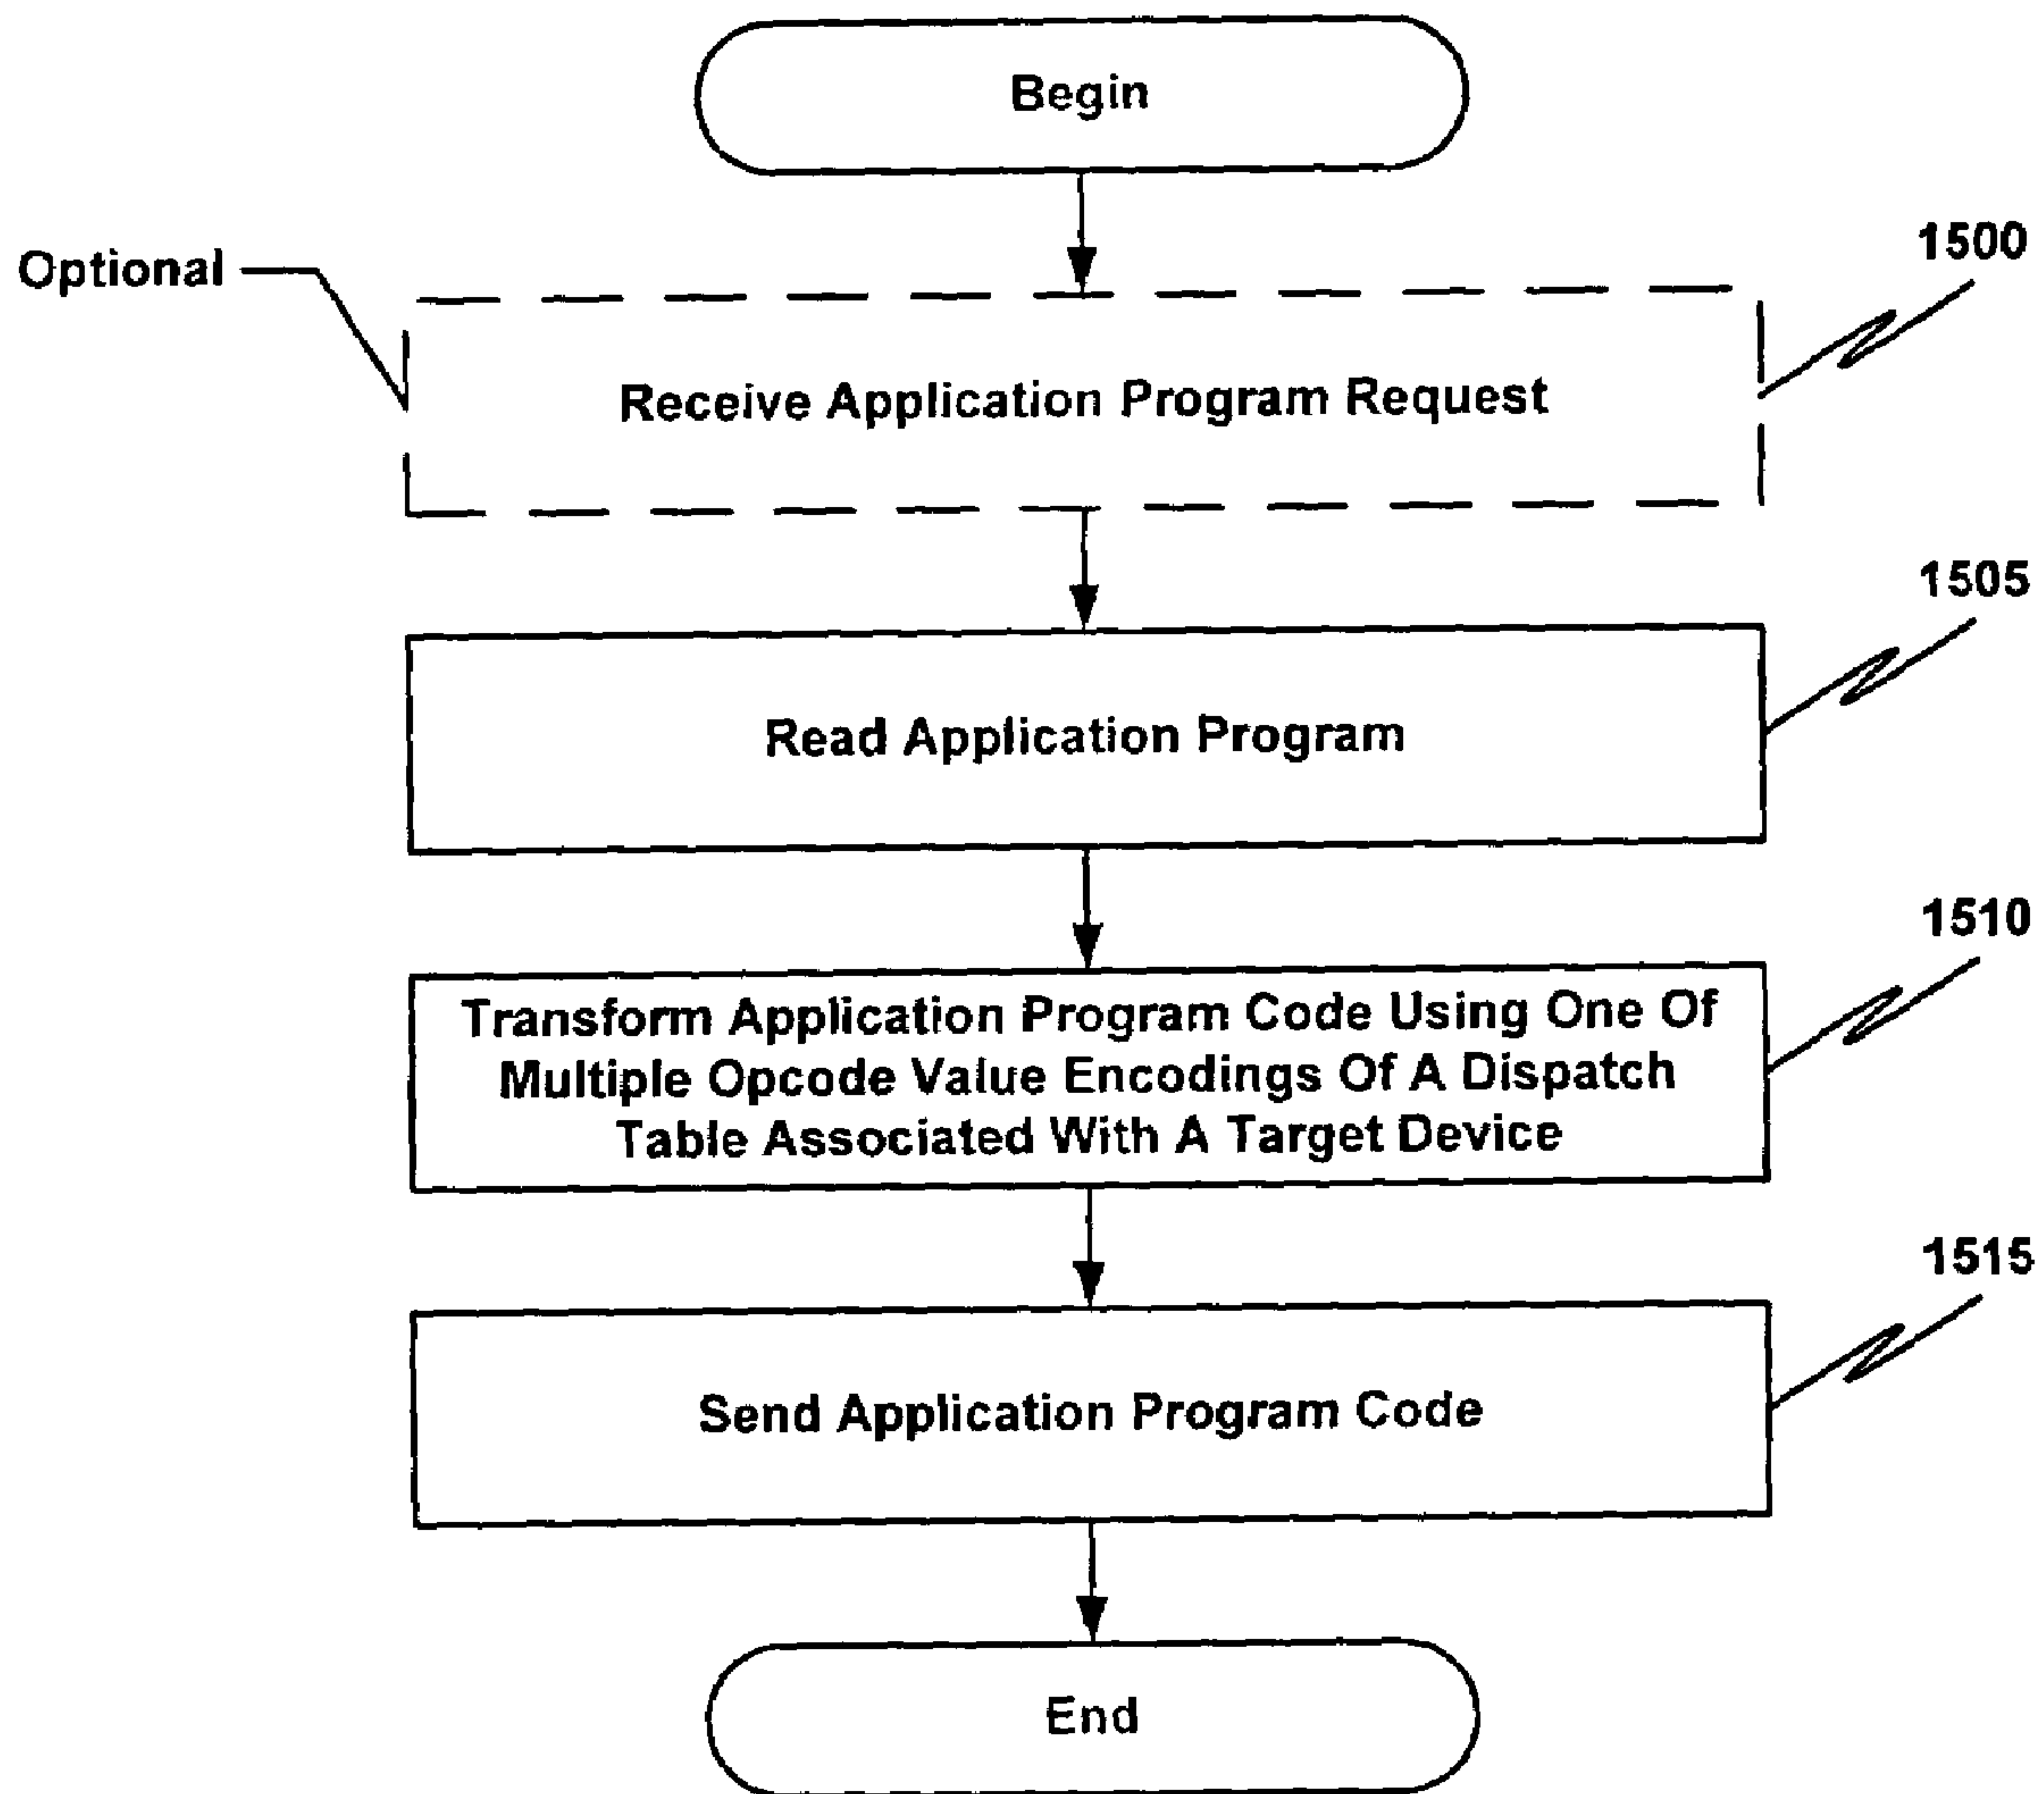 Begin
Optional
1500
Receive Application Program Request
1505
Read Application Program
1510
Transform Application Program Code Using One Of
Multiple Opcode Value Encodings Of A Dispatch
Table Associated With A Target Device
1515
Send Application Program Code
End